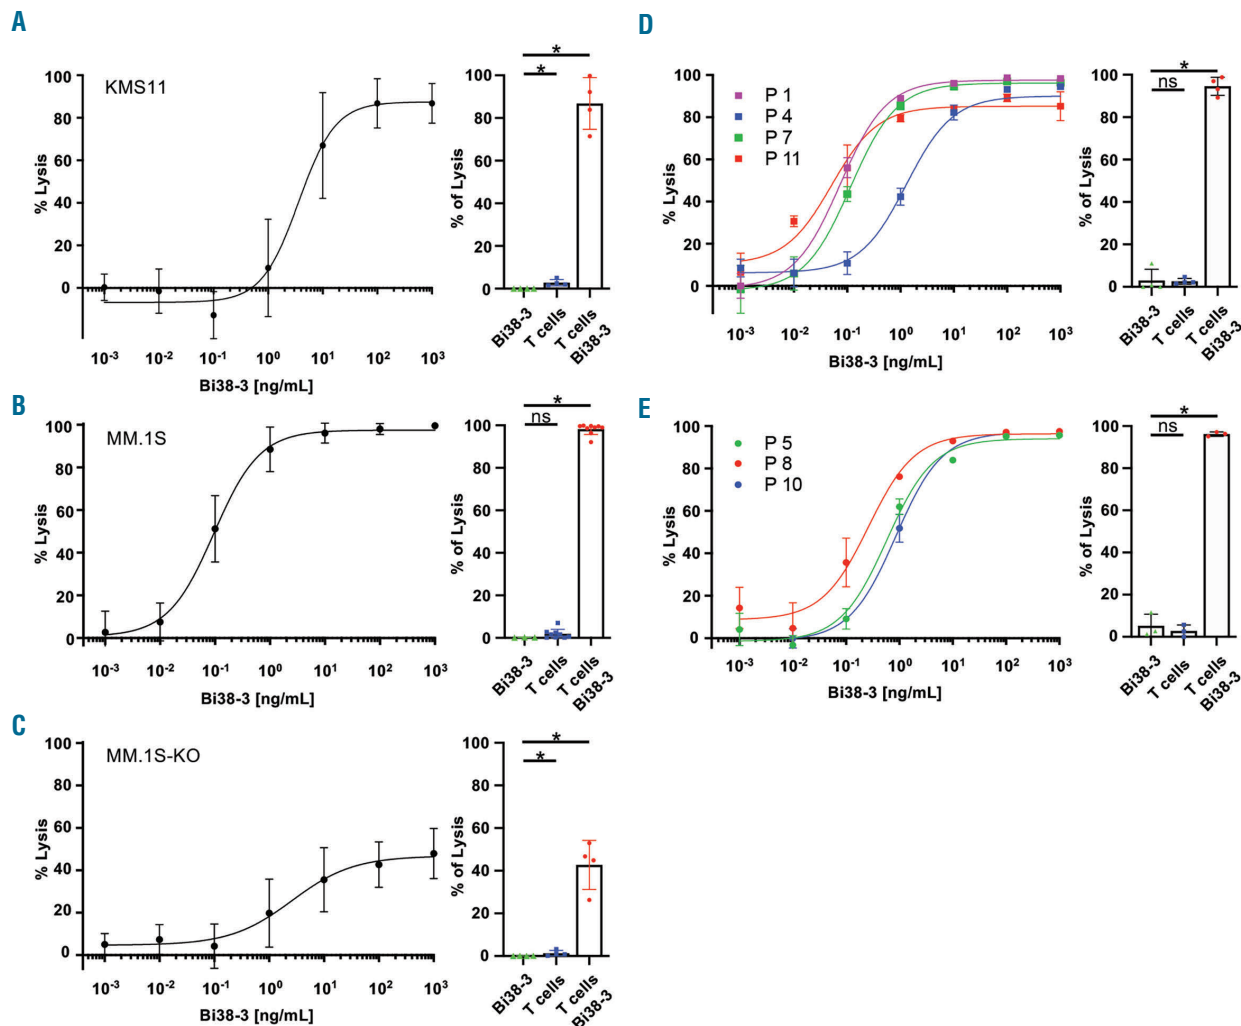 A
KMS11
% Lysis
100
80
60
40
20
0
10-3 10-2 10-1 100 101 102 103
Bi38-3 [ng/mL]
% of Lysis
100
80
60
40
20
0
* *
Bi38-3
T cells
T cells
Bi38-3
B
MM.1S
% Lysis
100
80
60
40
20
0
10-3 10-2 10-1 100 101 102 103
Bi38-3 [ng/mL]
% of Lysis
100
80
60
40
20
0
*
ns
Bi38-3
T cells
T cells
Bi38-3
C
MM.1S-KO
% Lysis
100
80
60
40
20
0
10-3 10-2 10-1 100 101 102 103
Bi38-3 [ng/mL]
% of Lysis
100
80
60
40
20
0
*
*
Bi38-3
T cells
T cells
Bi38-3
D
P 1
P 4
P 7
P 11
% Lysis
100
80
60
40
20
0
10-3 10-2 10-1 100 101 102 103
Bi38-3 [ng/mL]
% of Lysis
100
80
60
40
20
0
*
ns
Bi38-3
T cells
T cells
Bi38-3
E
P 5
P 8
P 10
% Lysis
100
80
60
40
20
0
10-3 10-2 10-1 100 101 102 103
Bi38-3 [ng/mL]
% of Lysis
100
80
60
40
20
0
*
ns
Bi38-3
T cells
T cells
Bi38-3